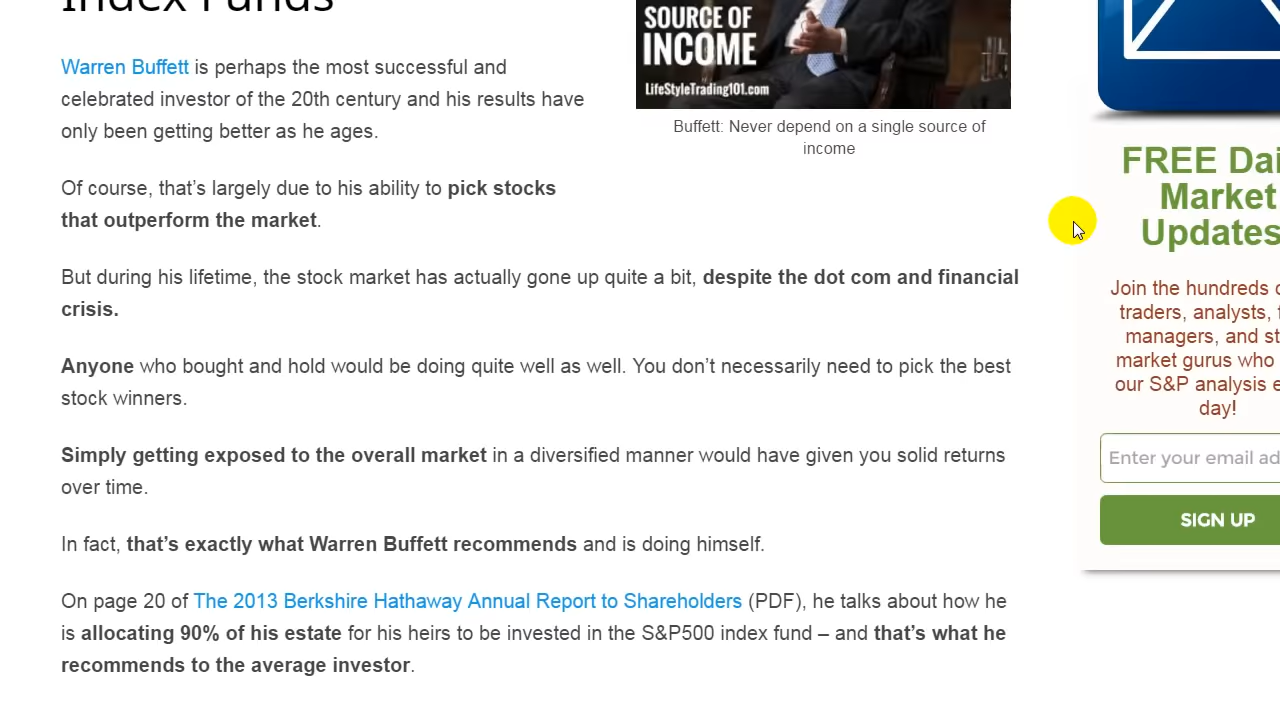 Index Funds
Warren Buffett is perhaps the most successful and
celebrated investor of the 20th century and his results have
only been getting better as he ages.
Of course, that’s largely due to his ability to pick stocks
that outperform the market.
But during his lifetime, the stock market has actually gone up quite a bit, despite the dot com and financial
crisis.
Anyone who bought and hold would be doing quite well as well. You don’t necessarily need to pick the best
stock winners.
Simply getting exposed to the overall market in a diversified manner would have given you solid returns
over time.
In fact, that’s exactly what Warren Buffett recommends and is doing himself.
On page 20 of The 2013 Berkshire Hathaway Annual Report to Shareholders (PDF), he talks about how he
is allocating 90% of his estate for his heirs to be invested in the S&P500 index fund – and that’s what he
recommends to the average investor.
SOURCE OF
INCOME
LifeStyleTrading101.com
Buffett: Never depend on a single source of
income
FREE Dai
Market
Updates
Join the hundreds
traders, analysts,
managers, and st
market gurus who
our S&P analysis e
day!
Enter your email ad
SIGN UP